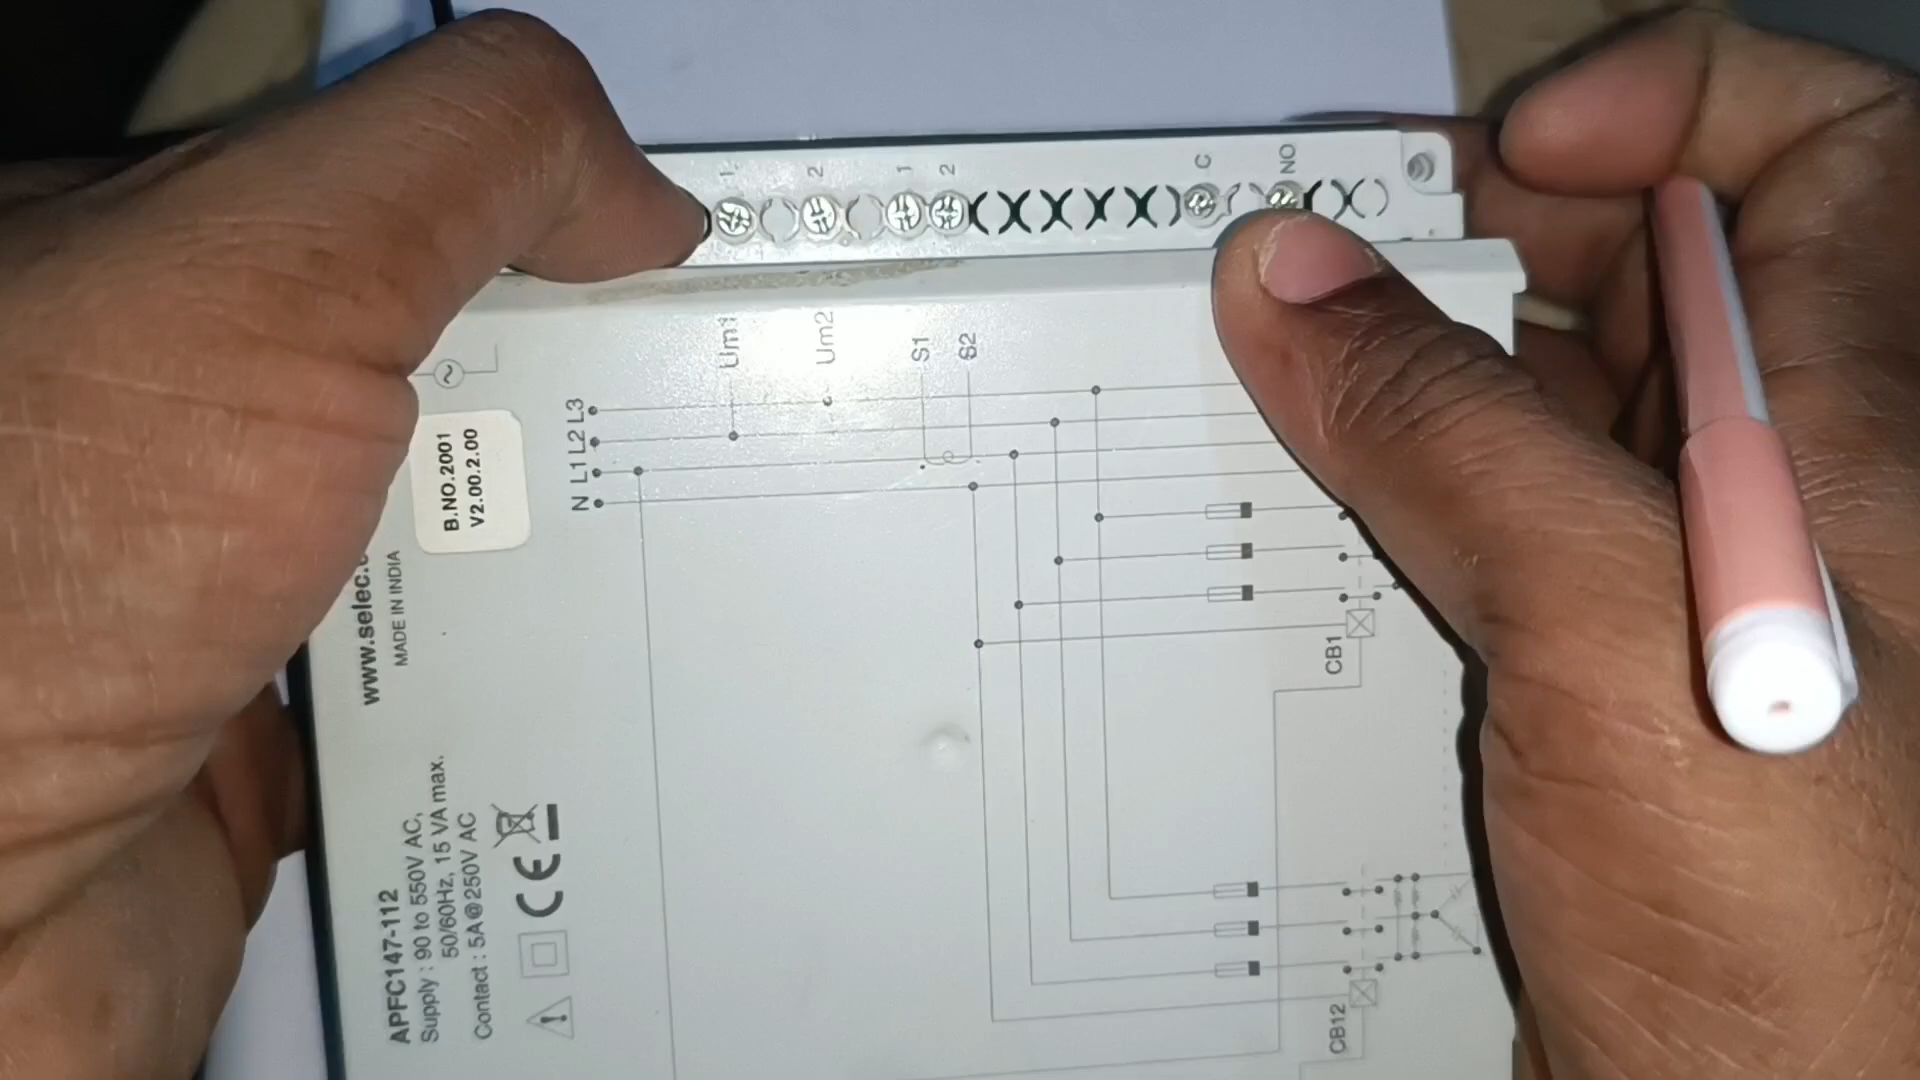 1 2 1 2 C NO
Um1 Um2 S1 S2
L3
L2
L1
N
B.NO.2001
V2.00.2.00
www.selec.
MADE IN INDIA
CB1
APFC147-112
Supply : 90 to 550V AC,
50/60Hz, 15 VA max.
Contact : 5A@250V AC
CE
CB12